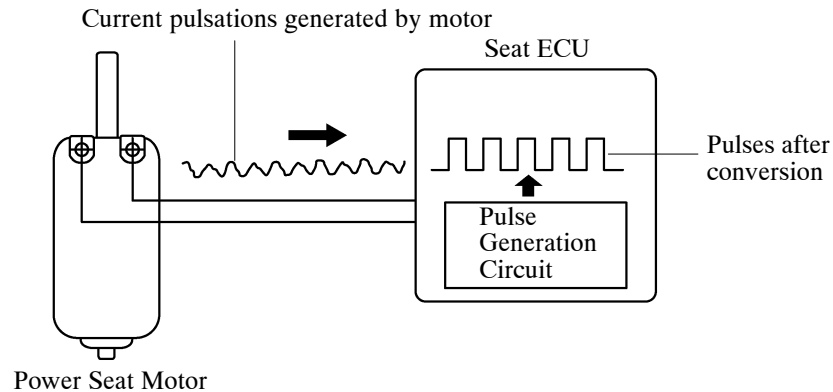 Current pulsations generated by motor
Seat ECU
Pulses after
conversion
Pulse
Generation
Circuit
Power Seat Motor